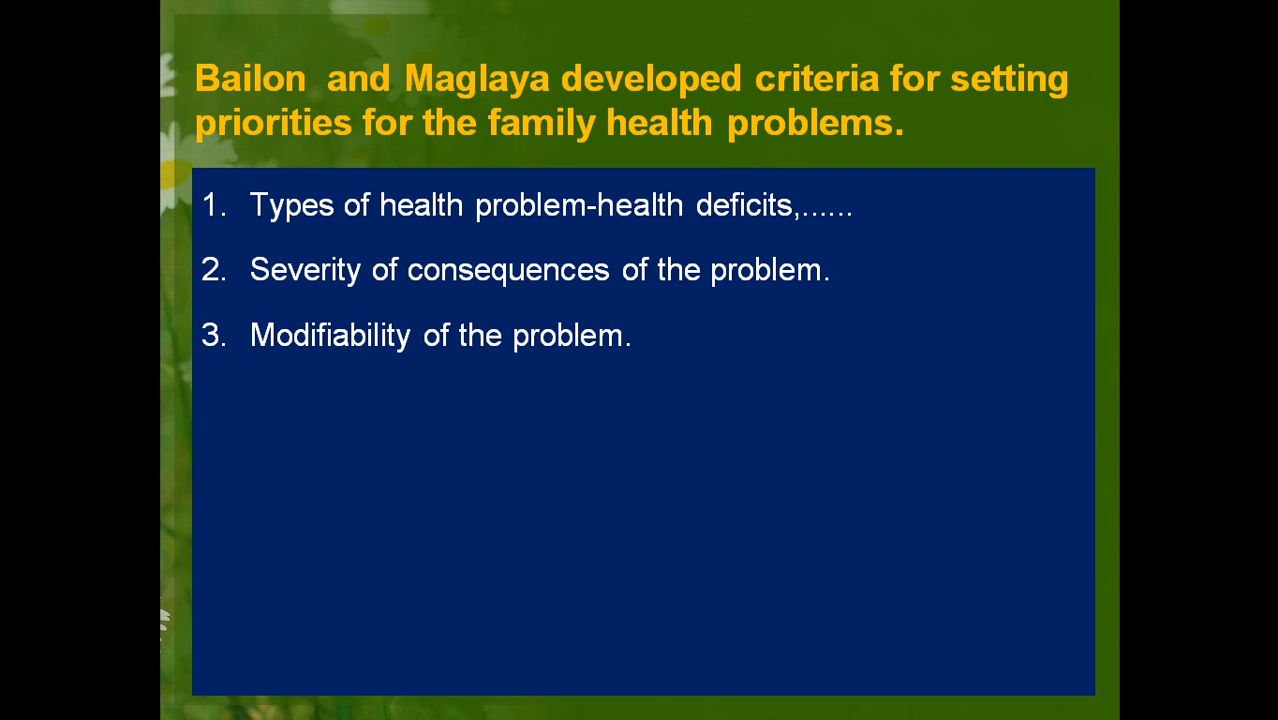 Bailon and Maglaya developed criteria for setting
priorities for the family health problems.
1. Types of health problem-health deficits,......
2. Severity of consequences of the problem.
3. Modifiability of the problem.